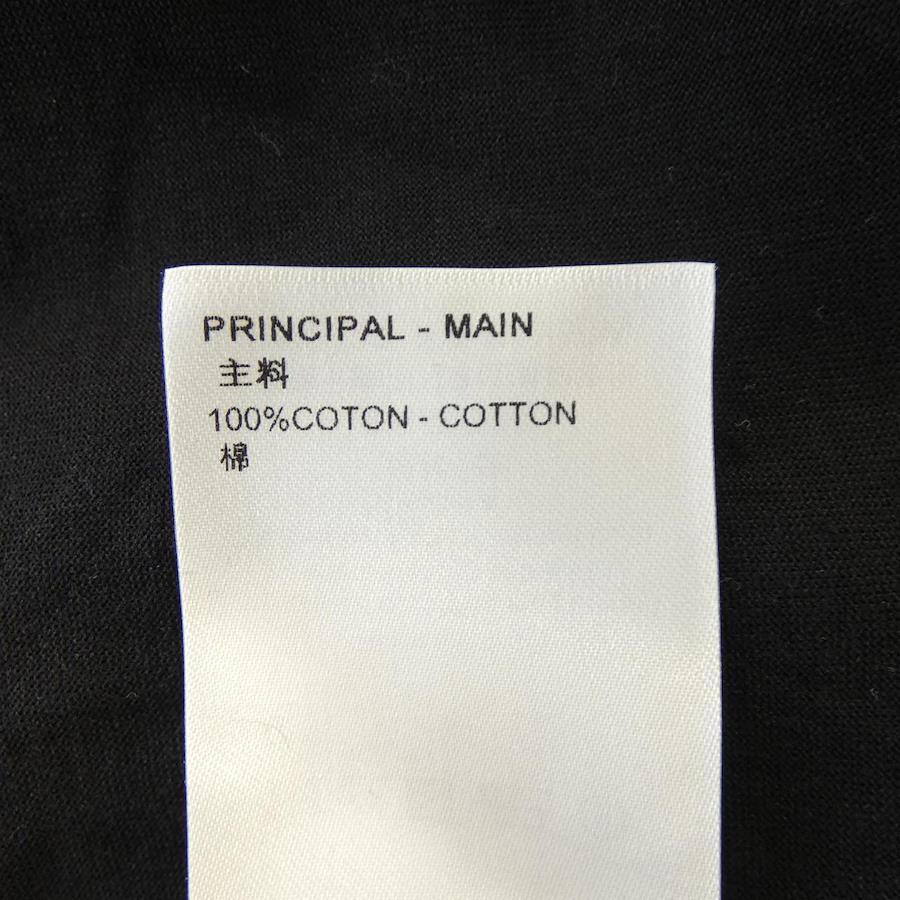 PRINCIPAL - MAIN
主料
100%COTON - COTTON
棉